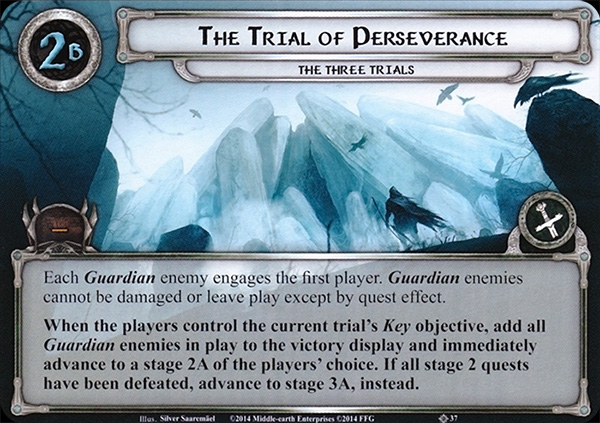 2B
THE TRIAL OF PERSEVERANCE
THE THREE TRIALS
Each Guardian enemy engages the first player. Guardian enemies
cannot be damaged or leave play except by quest effect.
When the players control the current trial's Key objective, add all
Guardian enemies in play to the victory display and immediately
advance to a stage 2A of the players' choice. If all stage 2 quests
have been defeated, advance to stage 3A, instead.
Illus. Silver Saaremäel ©2014 Middle-earth Enterprises ©2014 FFG 37